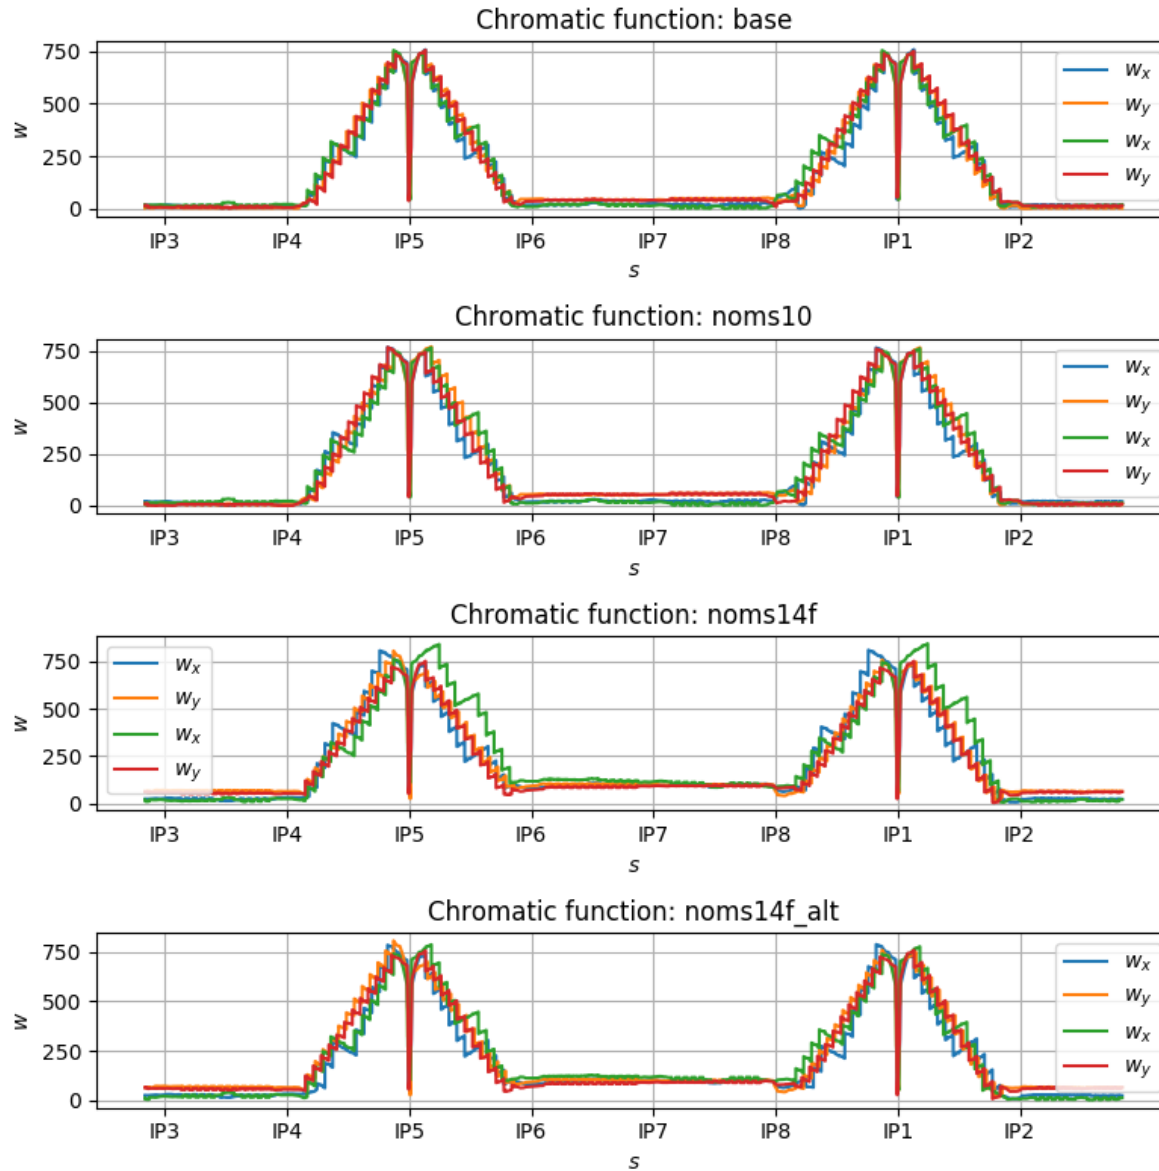 Chromatic function: base
750
500
250
0
w
w_x
w_y
w_x
w_y
IP3 IP4 IP5 IP6 IP7 IP8 IP1 IP2
s
Chromatic function: noms10
750
500
250
0
w
w_x
w_y
w_x
w_y
IP3 IP4 IP5 IP6 IP7 IP8 IP1 IP2
s
Chromatic function: noms14f
750
500
250
0
w
w_x
w_y
w_x
w_y
IP3 IP4 IP5 IP6 IP7 IP8 IP1 IP2
s
Chromatic function: noms14f_alt
750
500
250
0
w
w_x
w_y
w_x
w_y
IP3 IP4 IP5 IP6 IP7 IP8 IP1 IP2
s